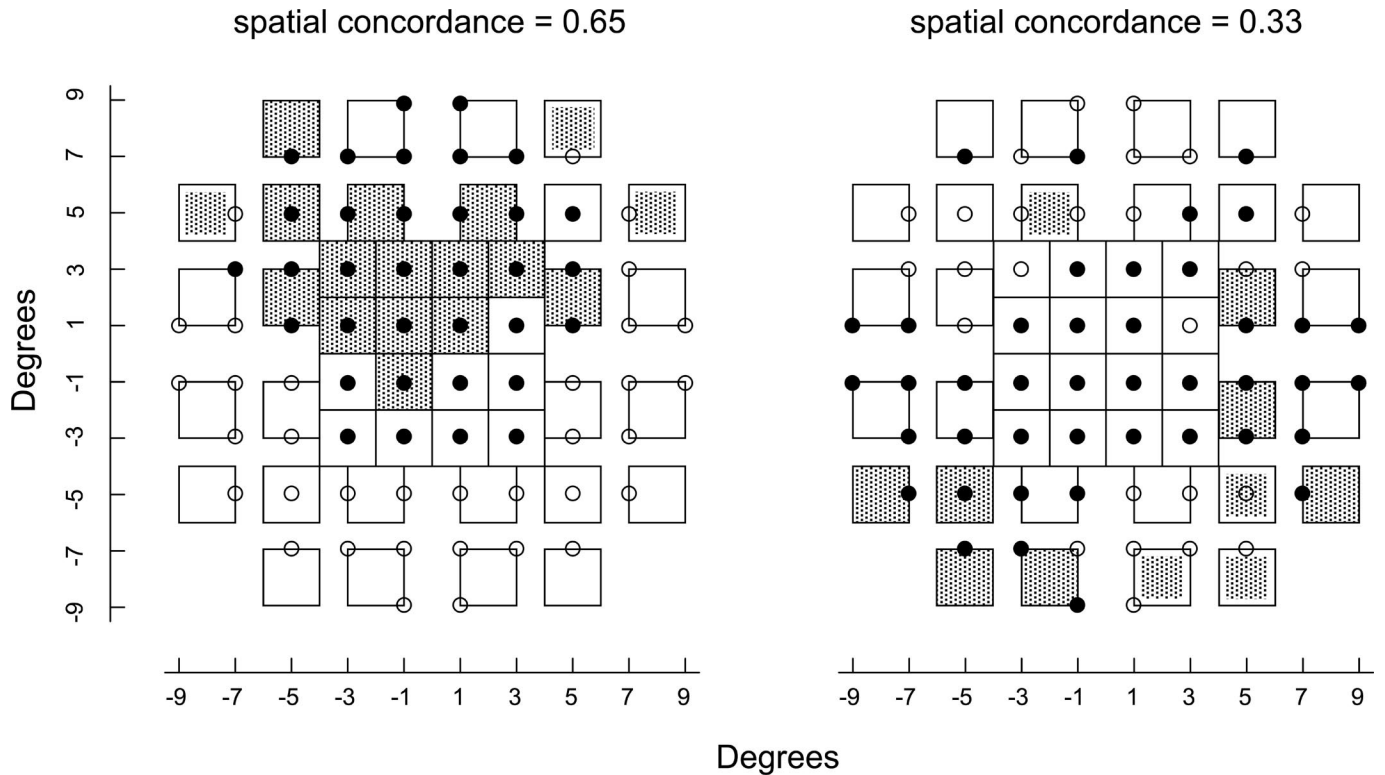 spatial concordance = 0.65
spatial concordance = 0.33
9
7
5
3
1
-1
-3
-5
-7
-9
Degrees
-9 -7 -5 -3 -1 1 3 5 7 9
-9 -7 -5 -3 -1 1 3 5 7 9
Degrees